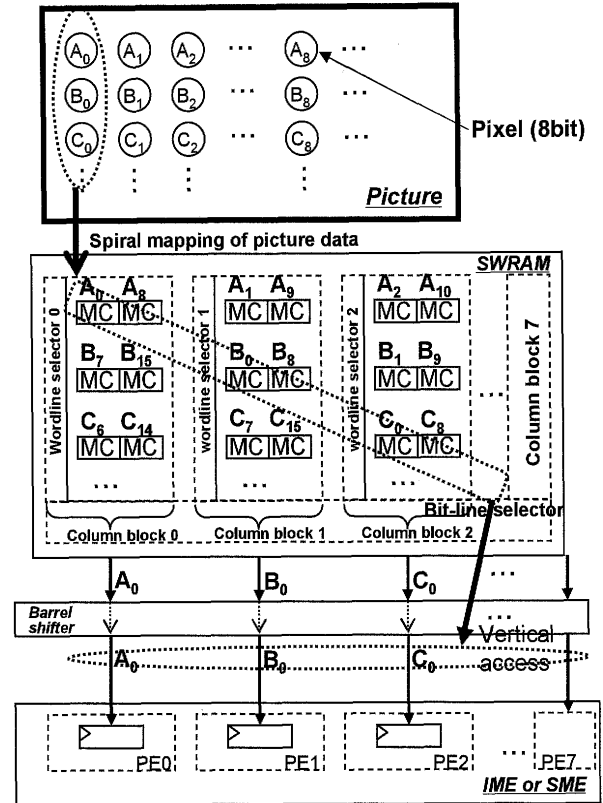 A0 A1 A2 ... A8 ...
B0 B1 B2 ... B8 ...
C0 C1 C2 ... C8 ...
Pixel (8bit)
Picture
Spiral mapping of picture data
SWRAM
Wordline selector 0
A0 A8
MC MC
B7 B15
MC MC
C6 C14
MC MC
...
wordline selector 1
A1 A9
MC MC
B0 B8
MC MC
C7 C15
MC MC
...
wordline selector 2
A2 A10
MC MC
B1 B9
MC MC
C0 C8
MC MC
...
...
Column block 7
Bit-line selector
Column block 0 Column block 1 Column block 2
A0 B0 C0 ...
Barrel
shifter
...
Vertical
access
A0 B0 C0
PE0 PE1 PE2 ... PE7
IME or SME